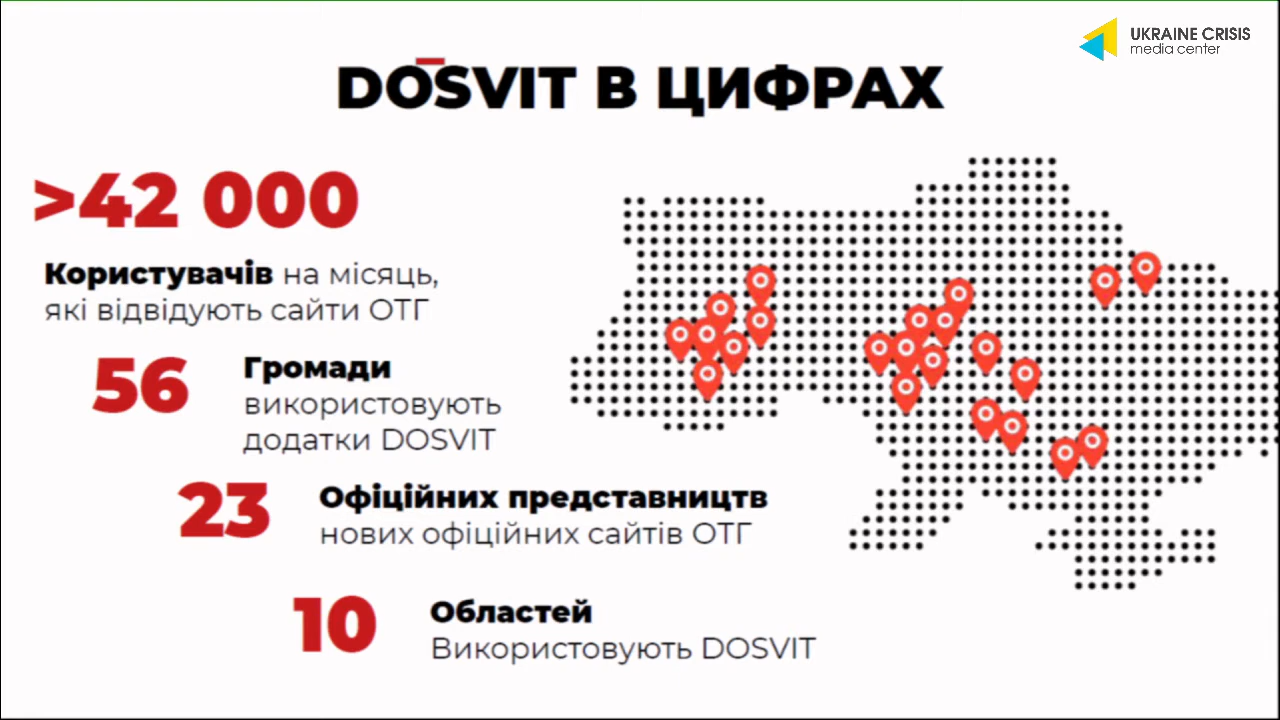 UKRAINE CRISIS
media center
DOSVIT В ЦИФРАХ
>42 000
Користувачів на місяць,
які відвідують сайти ОТГ
56
Громади
використовують
додатки DOSVIT
23
Офіційних представництв
нових офіційних сайтів ОТГ
10
Областей
Використовують DOSVIT